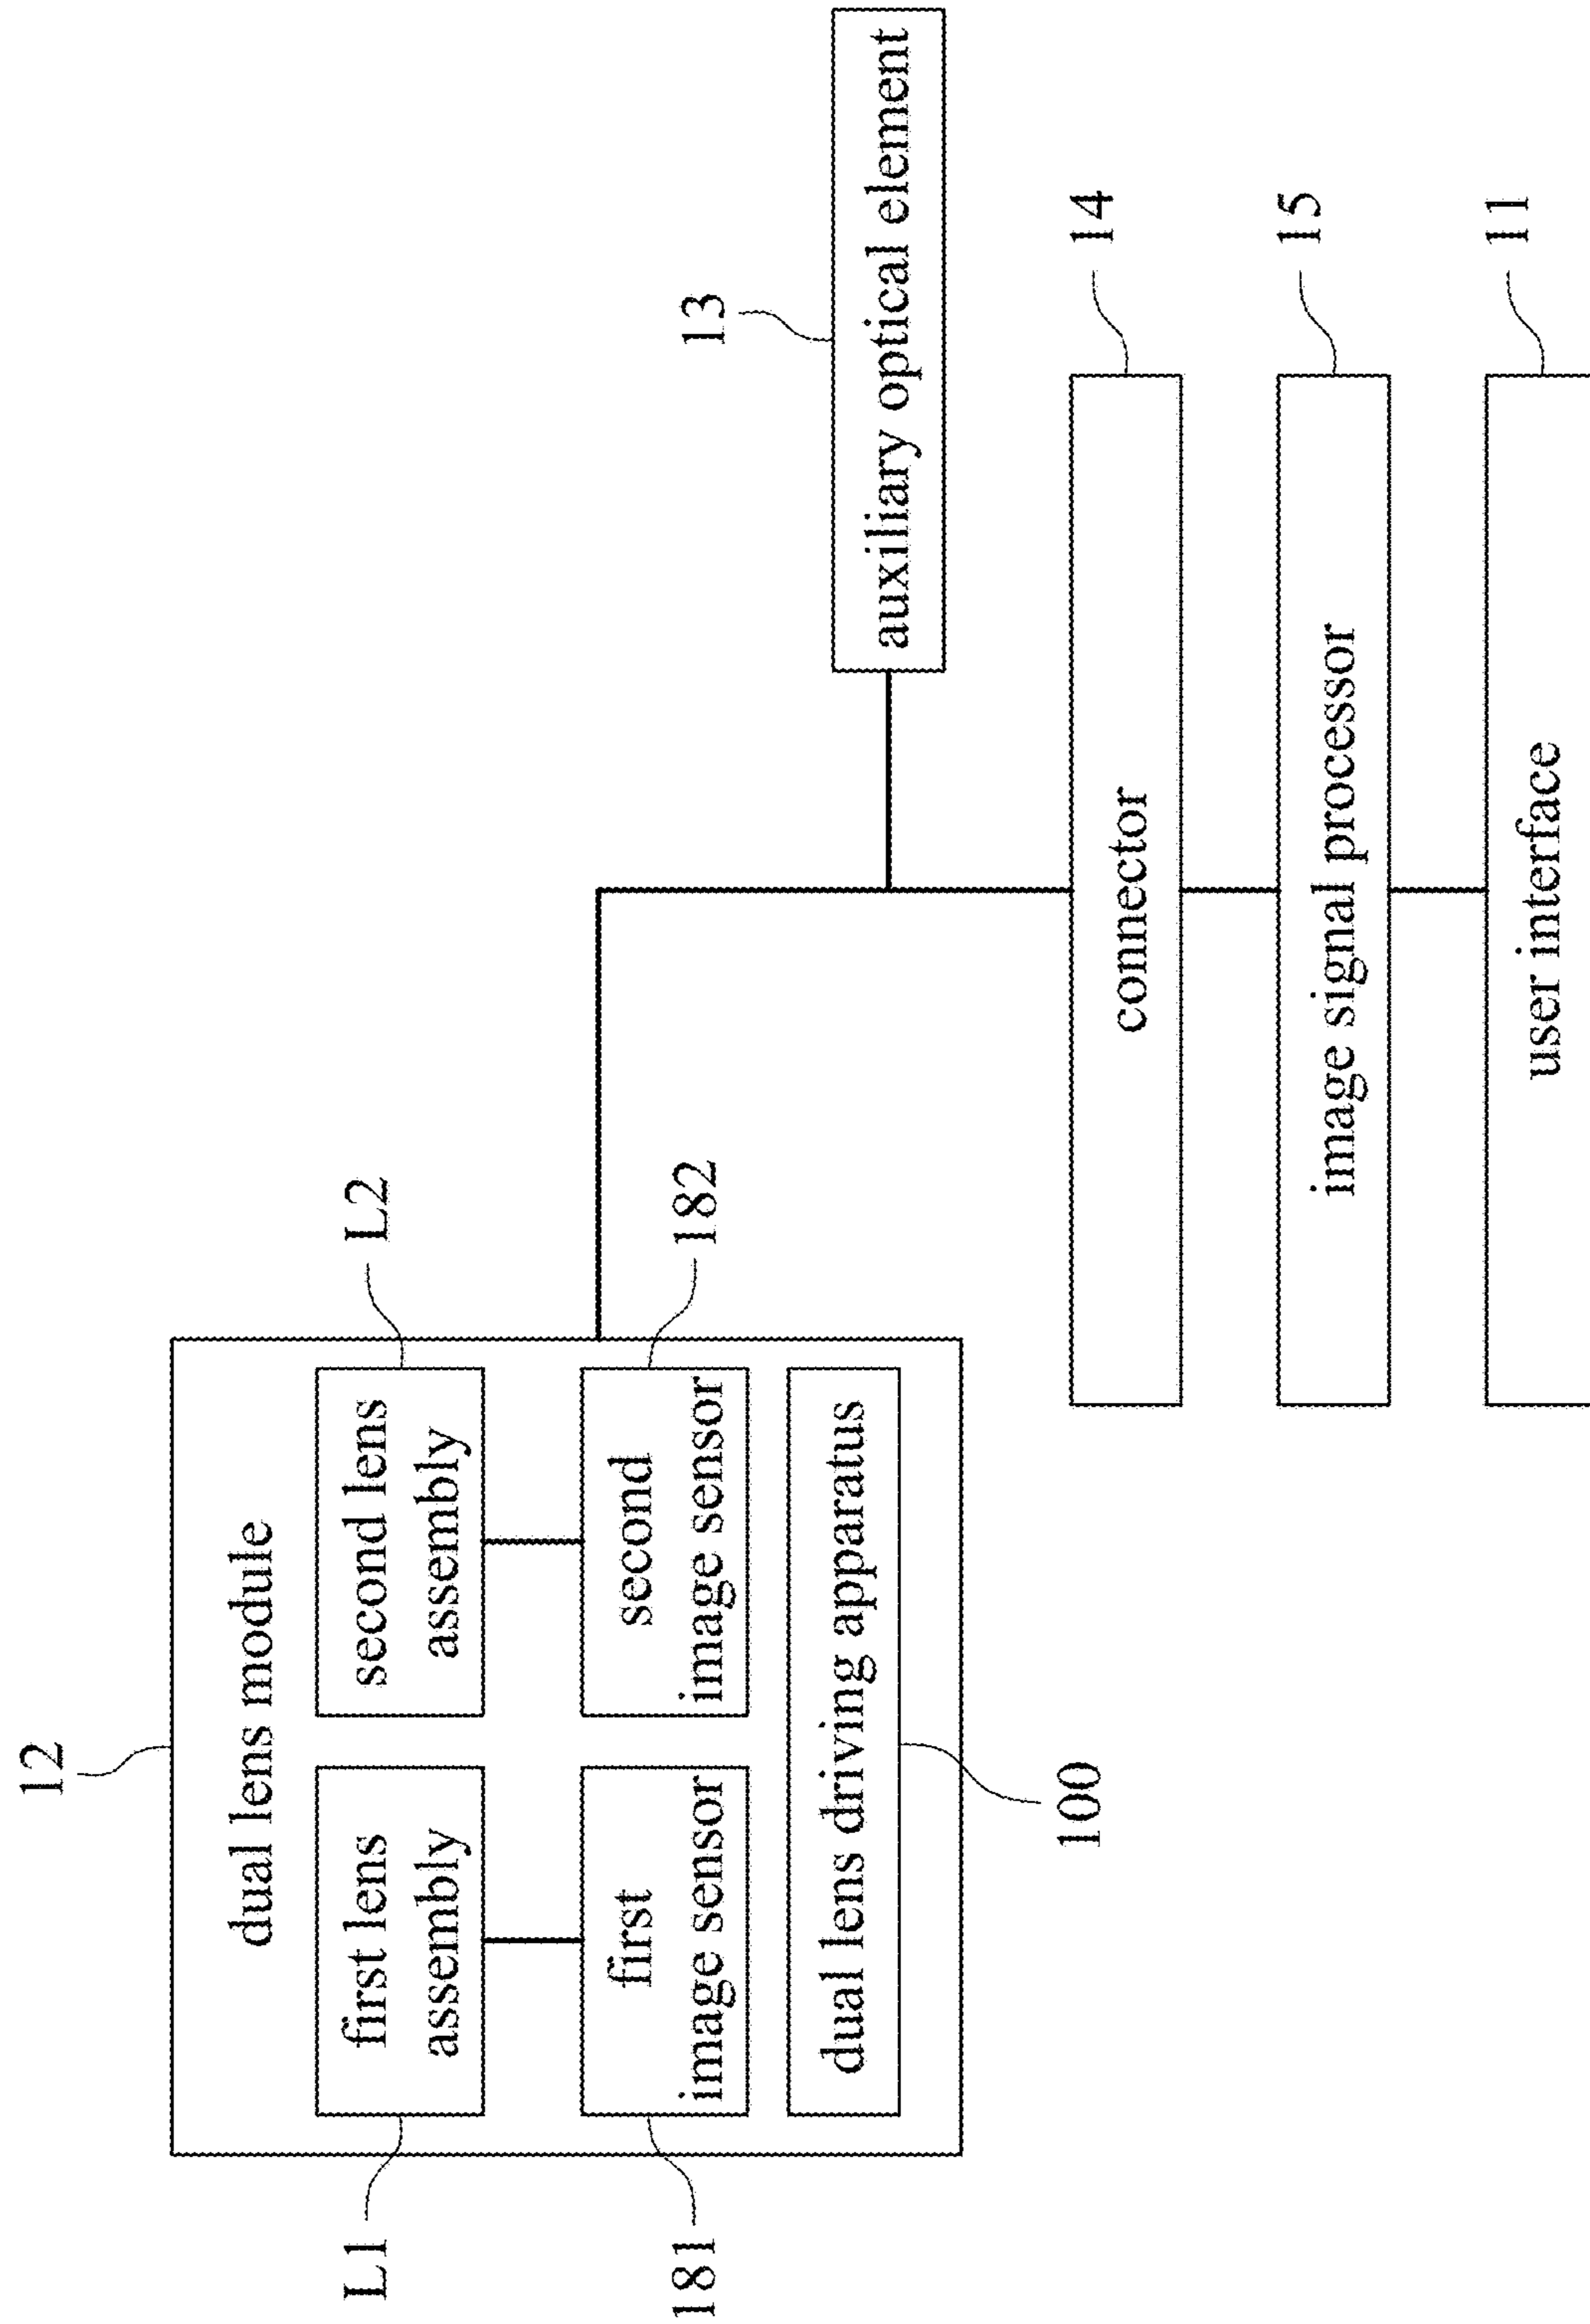 12
dual lens module
L1
first lens
assembly
second lens
assembly
L2
181
first
image sensor
second
image sensor
182
dual lens driving apparatus
100
13
auxiliary optical element
connector
14
image signal processor
15
user interface
11